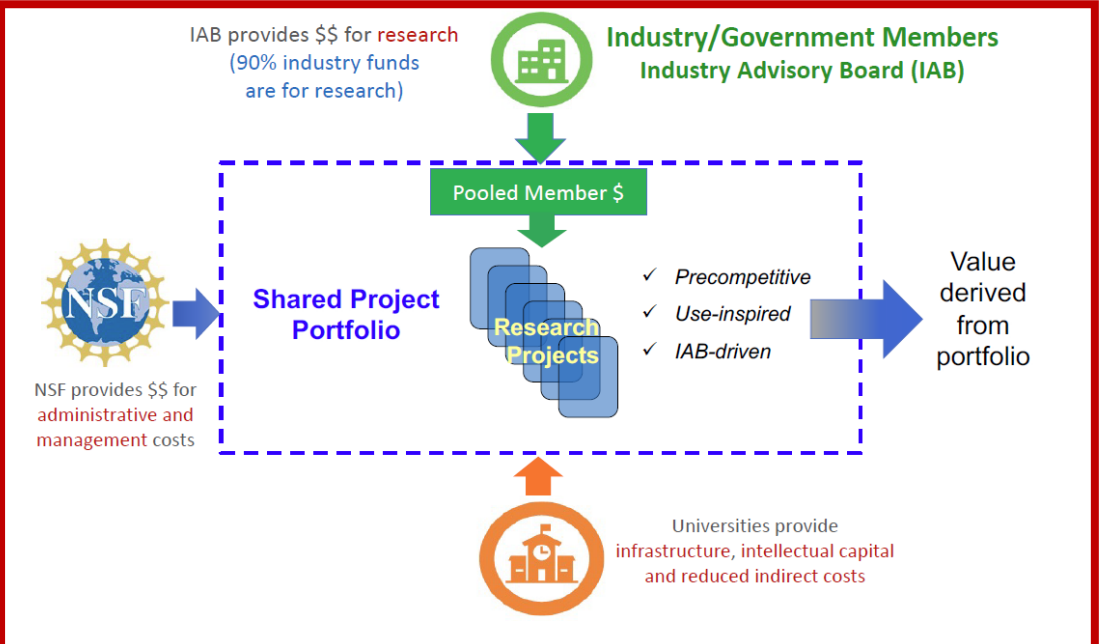 IAB provides $$ for research
(90% industry funds
are for research)
Industry/Government Members
Industry Advisory Board (IAB)
Pooled Member $
NSF
NSF provides $$ for
administrative and
management costs
Shared Project
Portfolio
Research
Projects
✓ Precompetitive
✓ Use-inspired
✓ IAB-driven
Value
derived
from
portfolio
Universities provide
infrastructure, intellectual capital
and reduced indirect costs